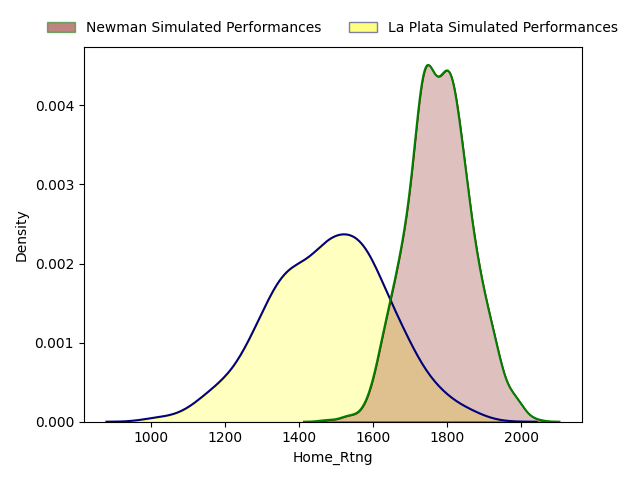 Newman Simulated Performances La Plata Simulated Performances
0.004
0.003
0.002
0.001
0.000
Density
1000 1200 1400 1600 1800 2000
Home_Rtng